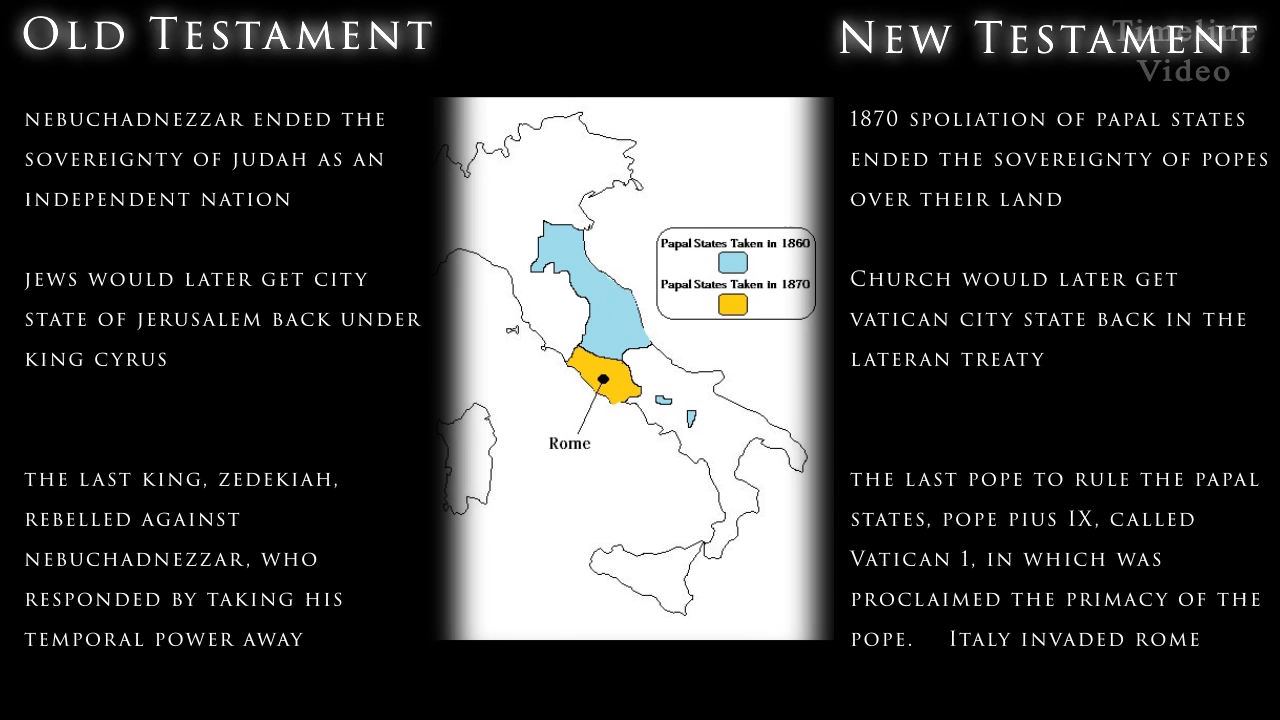 Old Testament
New Testament
Timeline
Video
Nebuchadnezzar ended the
sovereignty of Judah as an
independent nation
Jews would later get city
state of Jerusalem back under
King Cyrus
The last king, Zedekiah,
rebelled against
Nebuchadnezzar, who
responded by taking his
temporal power away
Papal States Taken in 1860
Papal States Taken in 1870
Rome
1870 spoliation of papal states
ended the sovereignty of popes
over their land
Church would later get
Vatican city state back in the
Lateran Treaty
The last pope to rule the papal
states, Pope Pius IX, called
Vatican 1, in which was
proclaimed the primacy of the
pope. Italy invaded Rome